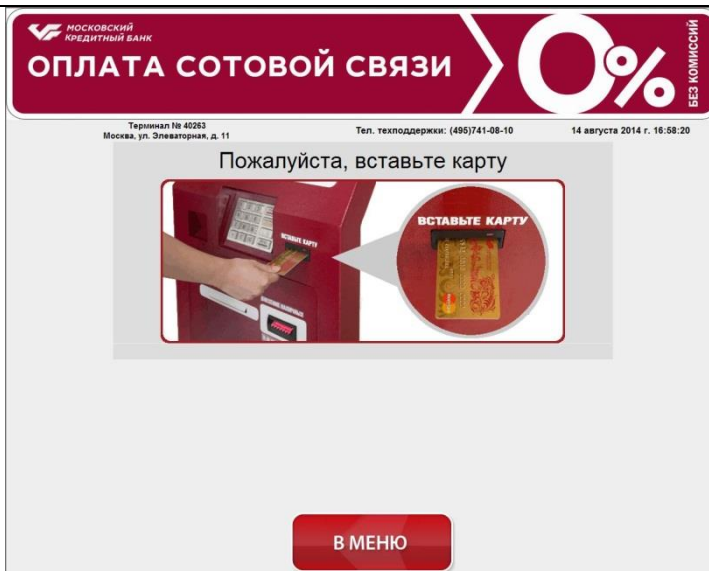 МОСКОВСКИЙ
КРЕДИТНЫЙ БАНК
ОПЛАТА СОТОВОЙ СВЯЗИ
0%
БЕЗ КОМИССИЙ
Терминал № 40263
Москва, ул. Элеваторная, д. 11
Тел. техподдержки: (495)741-08-10
14 августа 2014 г. 16:58:20
Пожалуйста, вставьте карту
ВСТАВЬТЕ КАРТУ
ВСТАВЬТЕ КАРТУ
В МЕНЮ